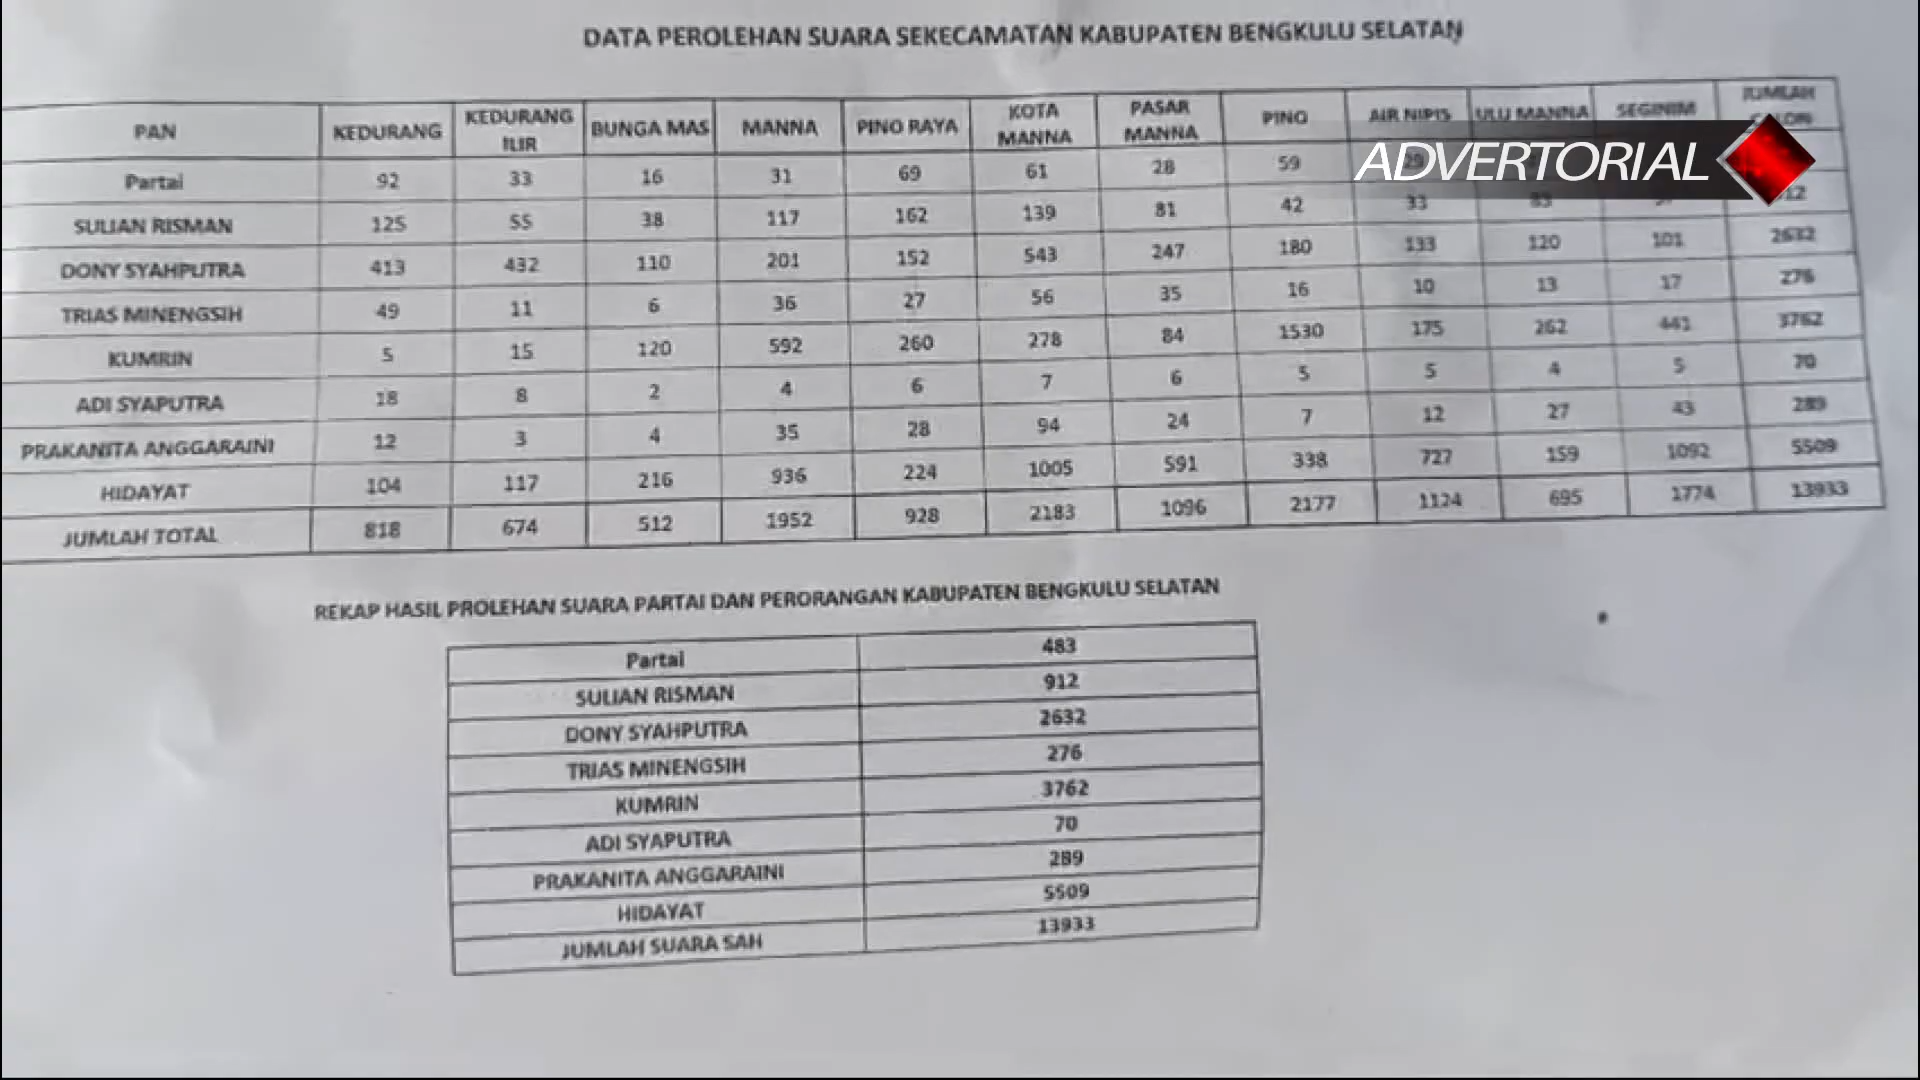 DATA PEROLEHAN SUARA SEKECAMATAN KABUPATEN BENGKULU SELATAN
PAN KEDURANG KEDURANG ILIR BUNGA MAS MANNA PINO RAYA KOTA MANNA PASAR MANNA PINO AIR NIPIS ULU MANNA SEGINIM JUMLAH
ADVERTORIAL
Partai 92 33 16 31 69 61 28 59 29
SULIAN RISMAN 125 55 38 117 162 139 81 42 33
DONY SYAHPUTRA 413 432 110 201 152 543 247 180 133 120 101 2632
TRIAS MINENGSIH 49 11 6 36 27 56 35 16 10 13 17 276
KUMRIN 5 15 120 592 260 278 84 1530 175 262 441 3762
ADI SYAPUTRA 18 8 2 4 6 7 6 5 5 4 5 70
PRAKANITA ANGGARAINI 12 3 4 35 28 94 24 7 12 27 43 289
HIDAYAT 104 117 216 936 224 1005 591 338 727 159 1092 5509
JUMLAH TOTAL 818 674 512 1952 928 2183 1096 2177 1124 695 1774 13933
REKAP HASIL PROLEHAN SUARA PARTAI DAN PERORANGAN KABUPATEN BENGKULU SELATAN
Partai 483
SULIAN RISMAN 912
DONY SYAHPUTRA 2632
TRIAS MINENGSIH 276
KUMRIN 3762
ADI SYAPUTRA 70
PRAKANITA ANGGARAINI 289
HIDAYAT 5509
JUMLAH SUARA SAH 13933